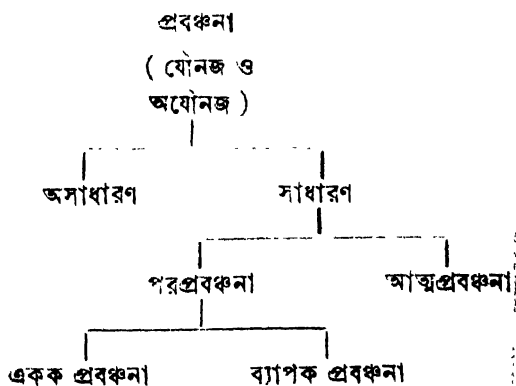 প্রবঞ্চনা
( যৌনজ ও
অযৌনজ )
অসাধারণ সাধারণ
পরপ্রবঞ্চনা আত্মপ্রবঞ্চনা
একক প্রবঞ্চনা ব্যাপক প্রবঞ্চনা